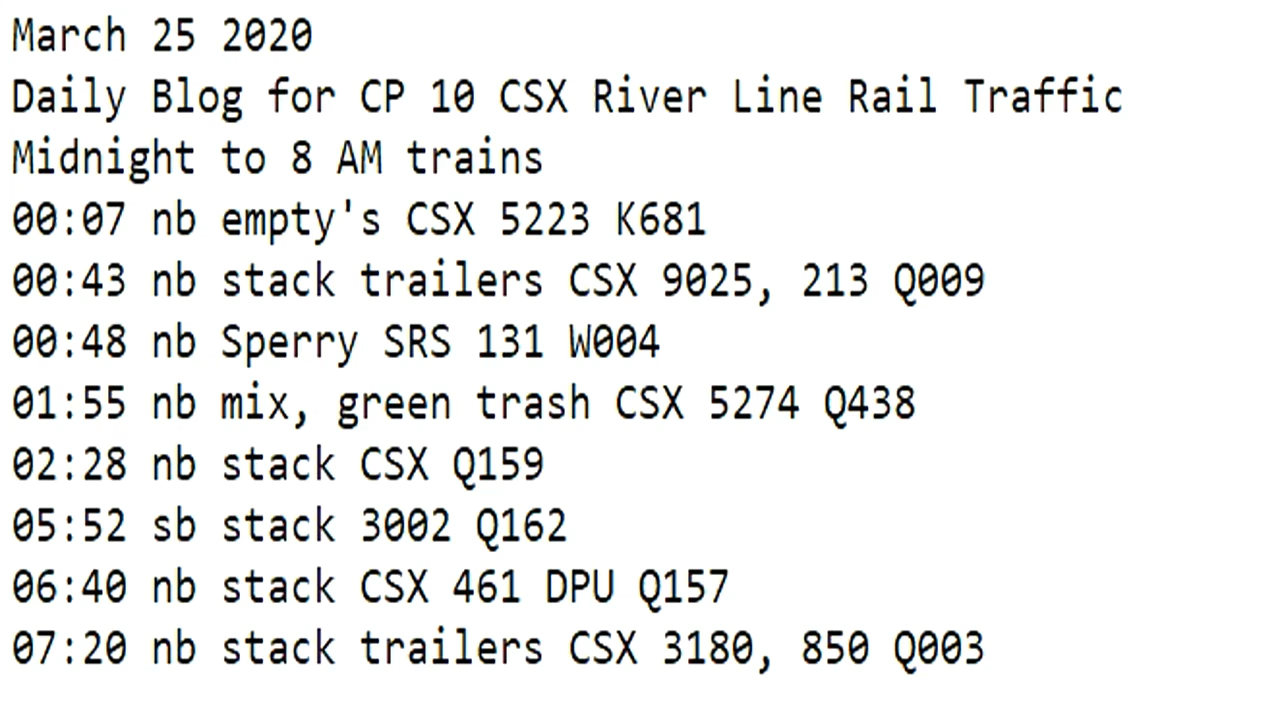 March 25 2020
Daily Blog for CP 10 CSX River Line Rail Traffic
Midnight to 8 AM trains
00:07 nb empty's CSX 5223 K681
00:43 nb stack trailers CSX 9025, 213 Q009
00:48 nb Sperry SRS 131 W004
01:55 nb mix, green trash CSX 5274 Q438
02:28 nb stack CSX Q159
05:52 sb stack 3002 Q162
06:40 nb stack CSX 461 DPU Q157
07:20 nb stack trailers CSX 3180, 850 Q003